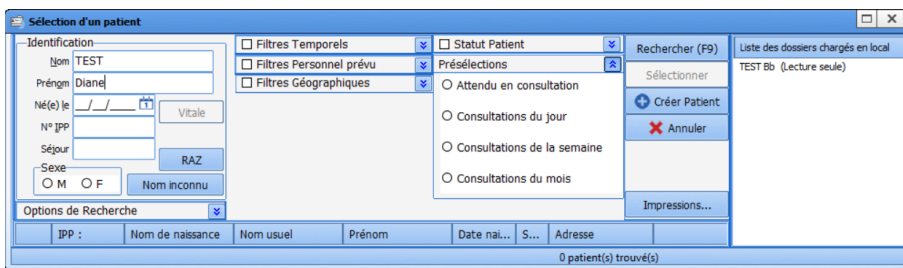 Sélection d'un patient
Identification
Nom TEST
Prénom Diane
Né(e) le __/__/____
Vitale
N° IPP
Séjour
RAZ
Sexe
M F
Nom inconnu
Options de Recherche
Filtres Temporels
Filtres Personnel prévu
Filtres Géographiques
Statut Patient
Présélections
Attendu en consultation
Consultations du jour
Consultations de la semaine
Consultations du mois
Rechercher (F9)
Sélectionner
Créer Patient
Annuler
Impressions...
Liste des dossiers chargés en local
TEST Bb (Lecture seule)
IPP : Nom de naissance Nom usuel Prénom Date nai... S... Adresse
0 patient(s) trouvé(s)